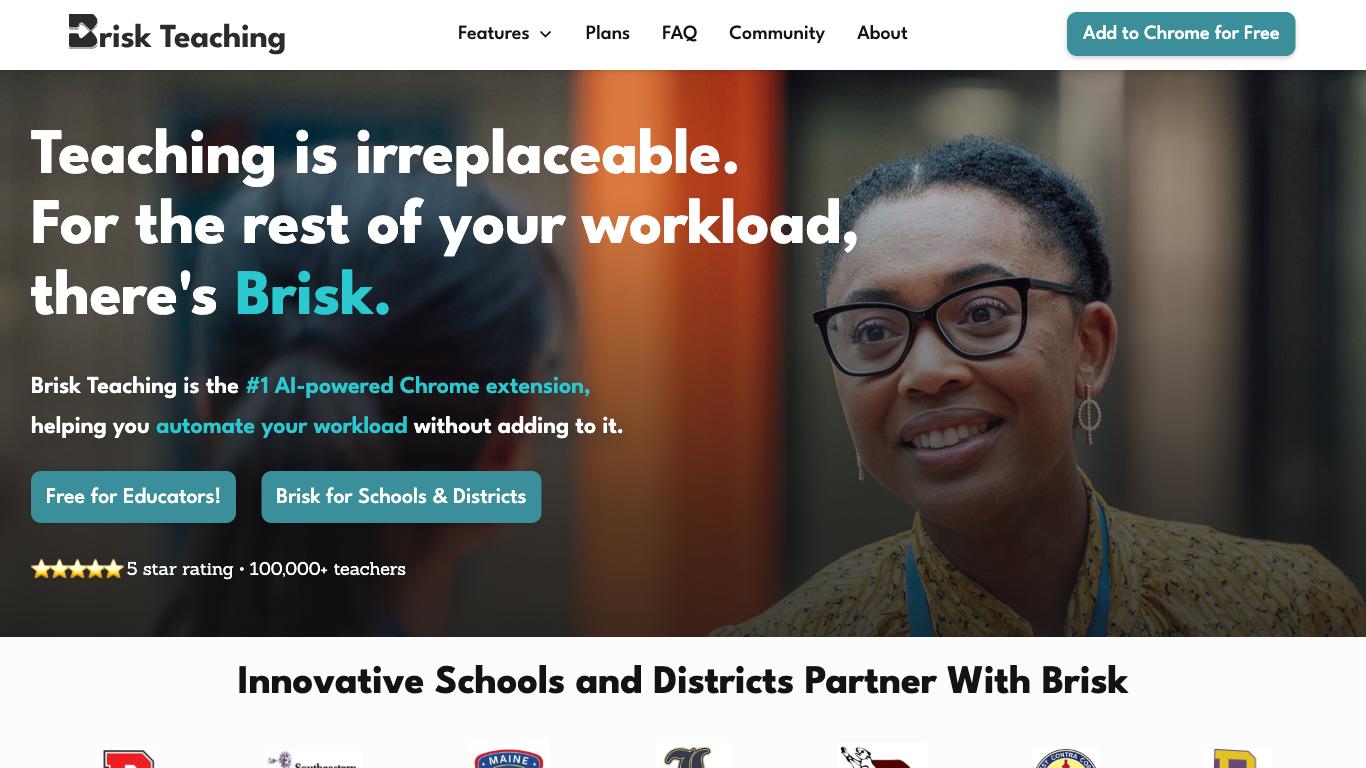 Brisk Teaching
Features
Plans
FAQ
Community
About
Add to Chrome for Free
Teaching is irreplaceable.
For the rest of your workload,
there's Brisk.
Brisk Teaching is the #1 AI-powered Chrome extension,
helping you automate your workload without adding to it.
Free for Educators!
Brisk for Schools & Districts
5 star rating • 100,000+ teachers
Innovative Schools and Districts Partner With Brisk
Southeastern
MAINE